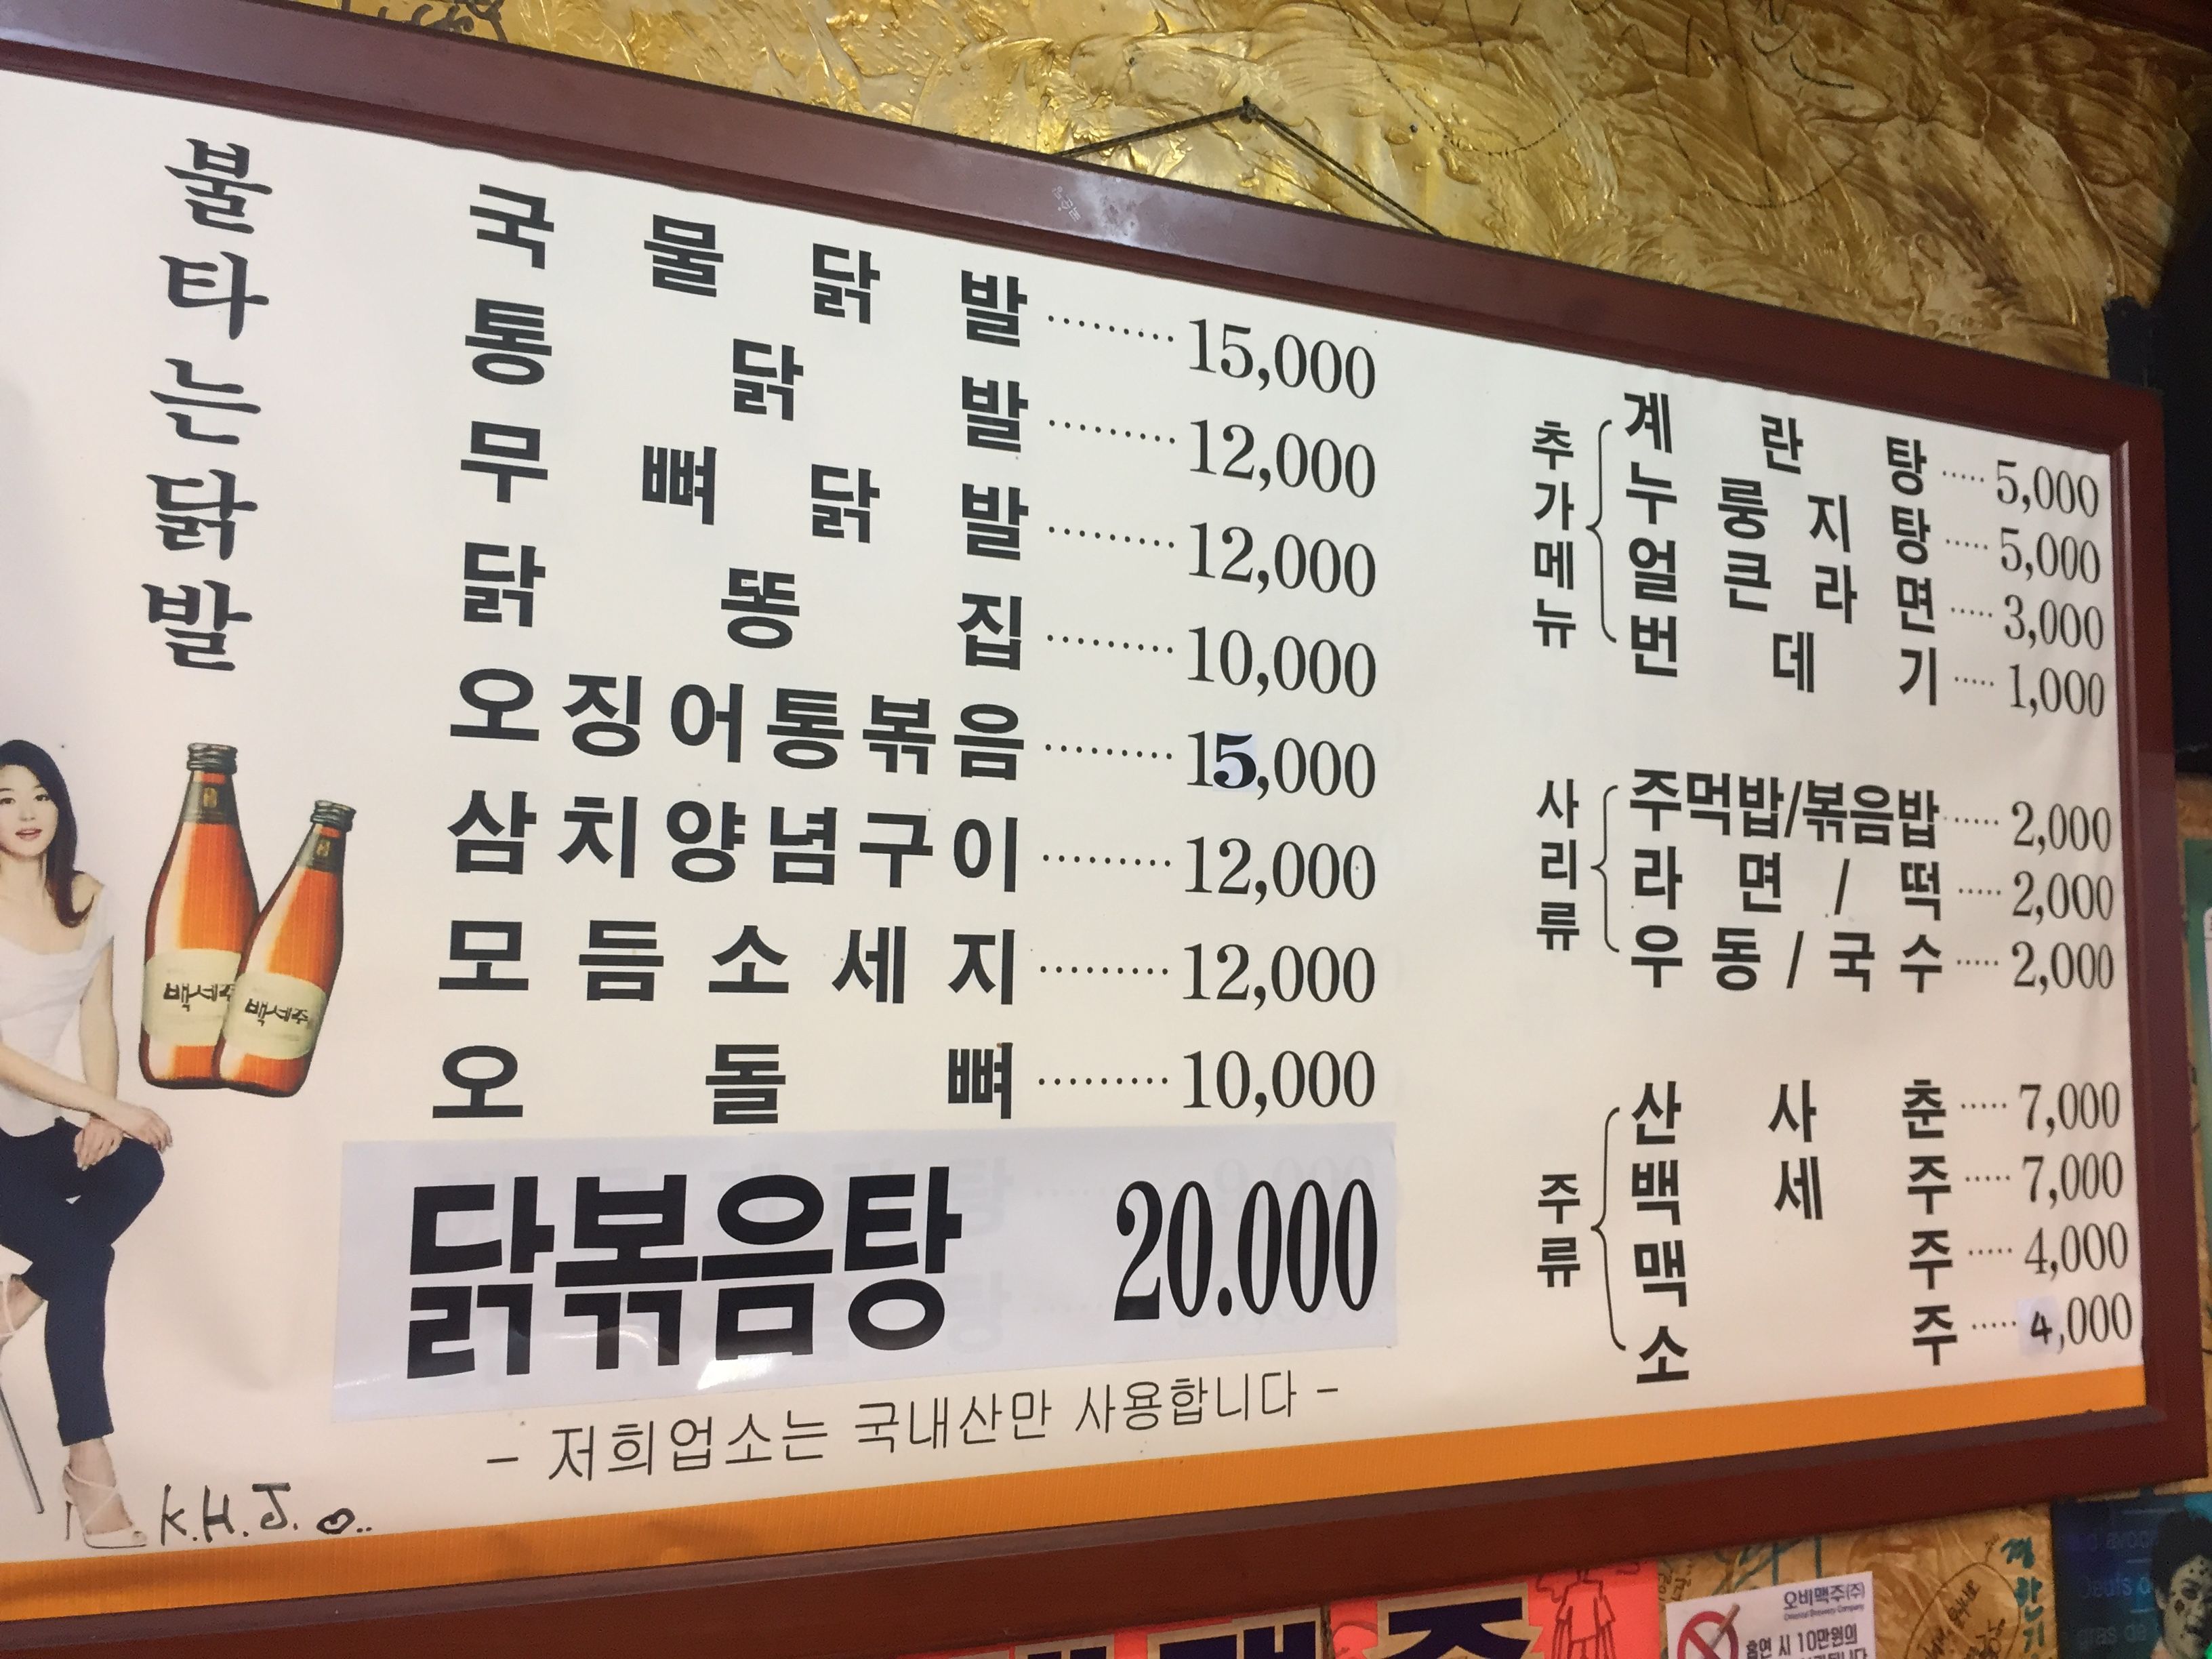 불타는닭발
국물닭발 ········· 15,000
통닭발 ········· 12,000
무뼈닭발 ········· 12,000
닭똥집 ········· 10,000
오징어통볶음 ········· 15,000
삼치양념구이 ········· 12,000
모듬소세지 ········· 12,000
오돌뼈 ········· 10,000
닭볶음탕 20.000
- 저희업소는 국내산만 사용합니다 -
추가메뉴
계란탕 ····· 5,000
누룽지탕 ····· 5,000
얼큰라면 ····· 3,000
번데기 ····· 1,000
사리류
주먹밥/볶음밥 ····· 2,000
라면/떡 ····· 2,000
우동/국수 ····· 2,000
주류
산사춘 ····· 7,000
백세주 ····· 7,000
맥주 ····· 4,000
소주 ····· 4,000
백세주
백세주
K.H.J.
오비맥주(주)
Oriental Brewery Company
흡연 시 10만원의